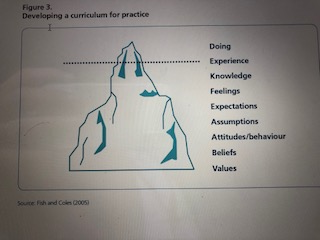 Figure 3.
Developing a curriculum for practice
Doing
Experience
Knowledge
Feelings
Expectations
Assumptions
Attitudes/behaviour
Beliefs
Values
Source: Fish and Coles (2005)